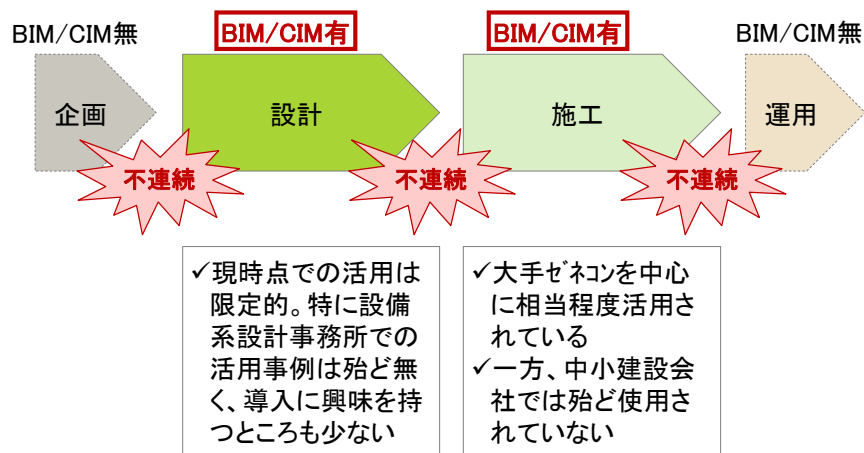 BIM/CIM無
BIM/CIM有
BIM/CIM有
BIM/CIM無
企画
設計
施工
運用
不連続
不連続
不連続
✓現時点での活用は
限定的。特に設備
系設計事務所での
活用事例は殆ど無
く、導入に興味を持
つところも少ない
✓大手ｾﾞﾈｺﾝを中心
に相当程度活用さ
れている
✓一方、中小建設会
社では殆ど使用さ
れていない